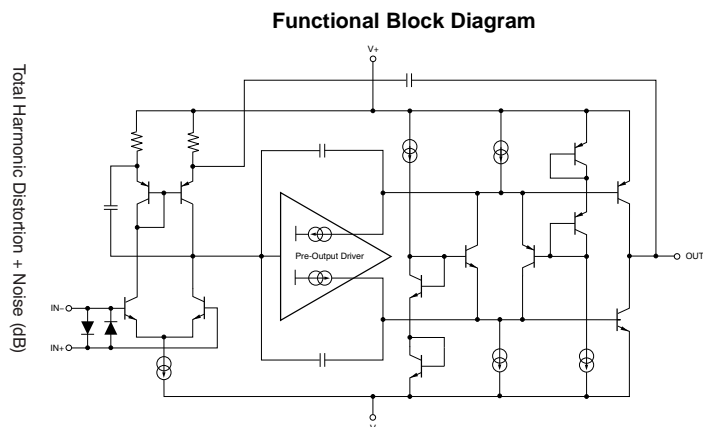 Functional Block Diagram
Total Harmonic Distortion + Noise (dB)
V+
Pre-Output Driver
OUT
IN−
IN+